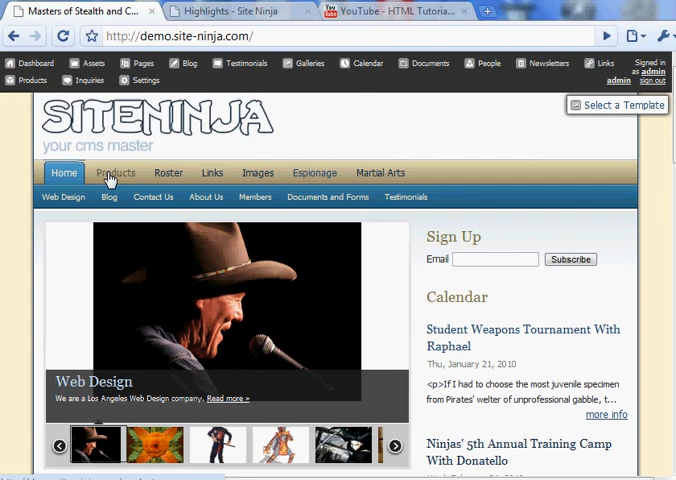 Masters of Stealth and C...
Highlights - Site Ninja
You Tube
YouTube - HTML Tutoria...
http://demo.site-ninja.com/
Dashboard
Assets
Pages
Blog
Testimonials
Galleries
Calendar
Documents
People
Newsletters
Links
Signed in as admin
Products
Inquiries
Settings
admin
sign out
Select a Template
SITENINJA
your cms master
Home
Products
Roster
Links
Images
Espionage
Martial Arts
Web Design
Blog
Contact Us
About Us
Members
Documents and Forms
Testimonials
Sign Up
Email
Subscribe
Calendar
Student Weapons Tournament With
Raphael
Thu, January 21, 2010
<p>If I had to choose the most juvenile specimen
from Pirates' welter of unprofessional gabble, t...
more info
Ninjas' 5th Annual Training Camp
With Donatello
Web Design
We are a Los Angeles Web Design company. Read more »